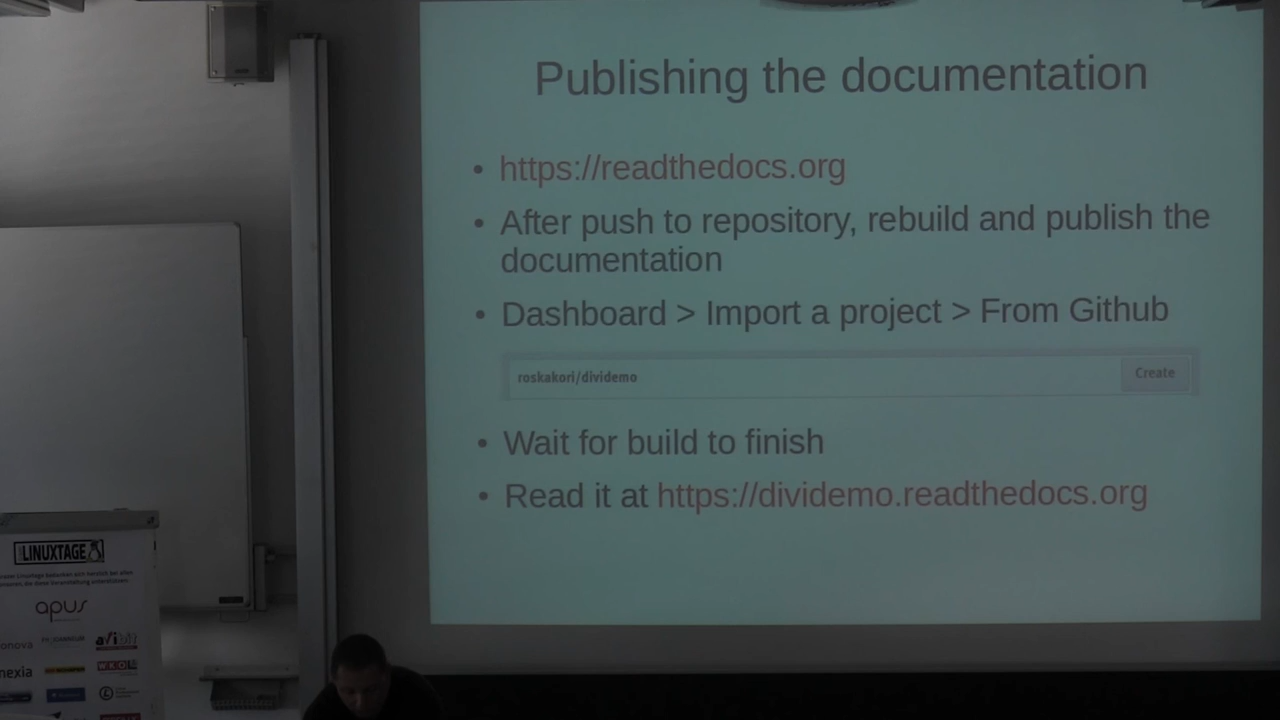 Publishing the documentation
• https://readthedocs.org
• After push to repository, rebuild and publish the
documentation
• Dashboard > Import a project > From Github
roskakori/dividemo
Create
• Wait for build to finish
• Read it at https://dividemo.readthedocs.org
LINUXTAGE
apus
WKO